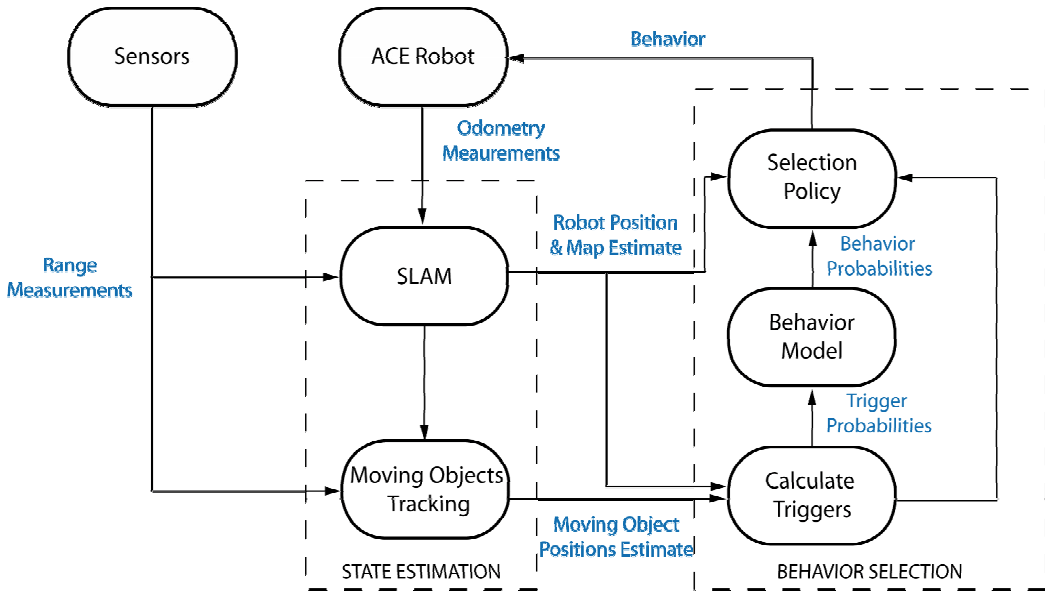 Sensors
ACE Robot
Behavior
Odometry
Meaurements
Selection
Policy
Robot Position
& Map Estimate
Behavior
Probabilities
Range
Measurements
SLAM
Behavior
Model
Trigger
Probabilities
Moving Objects
Tracking
Calculate
Triggers
Moving Object
Positions Estimate
STATE ESTIMATION
BEHAVIOR SELECTION